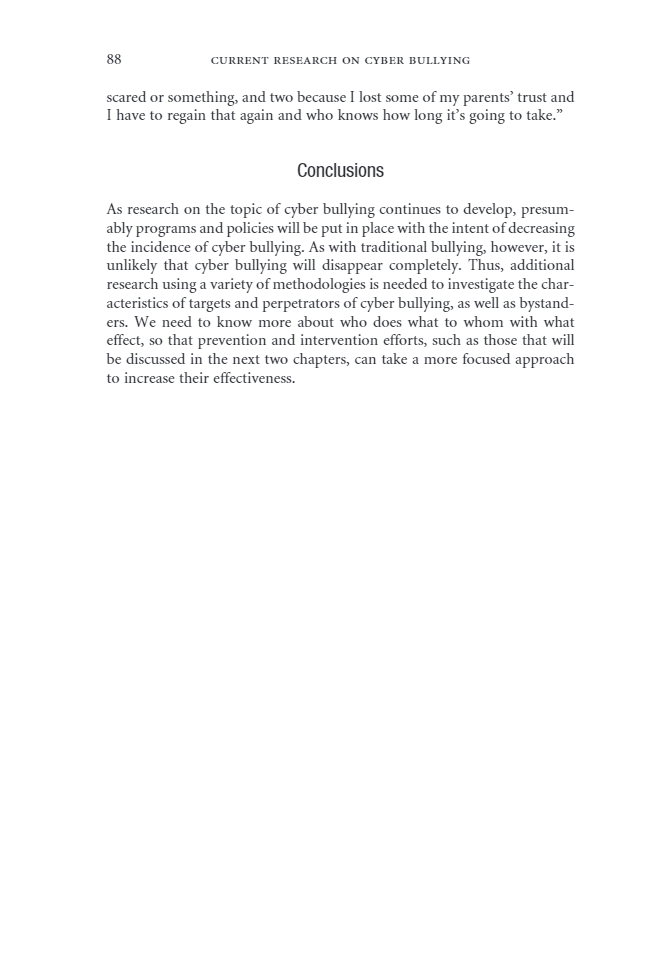 88 CURRENT RESEARCH ON CYBER BULLYING
scared or something, and two because I lost some of my parents’ trust and
I have to regain that again and who knows how long it’s going to take.”
Conclusions
As research on the topic of cyber bullying continues to develop, presum-
ably programs and policies will be put in place with the intent of decreasing
the incidence of cyber bullying. As with traditional bullying, however, it is
unlikely that cyber bullying will disappear completely. Thus, additional
research using a variety of methodologies is needed to investigate the char-
acteristics of targets and perpetrators of cyber bullying, as well as bystand-
ers. We need to know more about who does what to whom with what
effect, so that prevention and intervention efforts, such as those that will
be discussed in the next two chapters, can take a more focused approach
to increase their effectiveness.